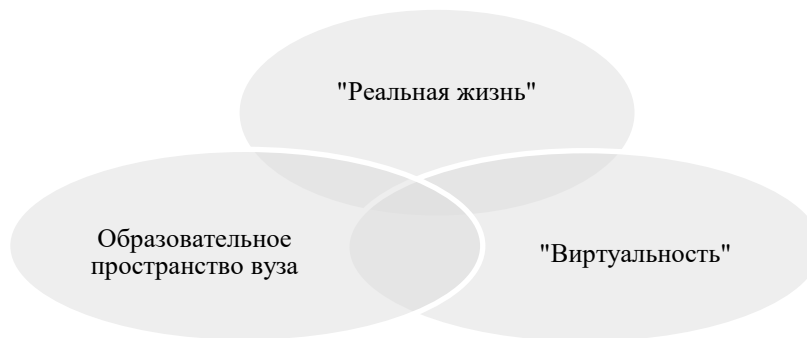 "Реальная жизнь"
Образовательное
пространство вуза
"Виртуальность"